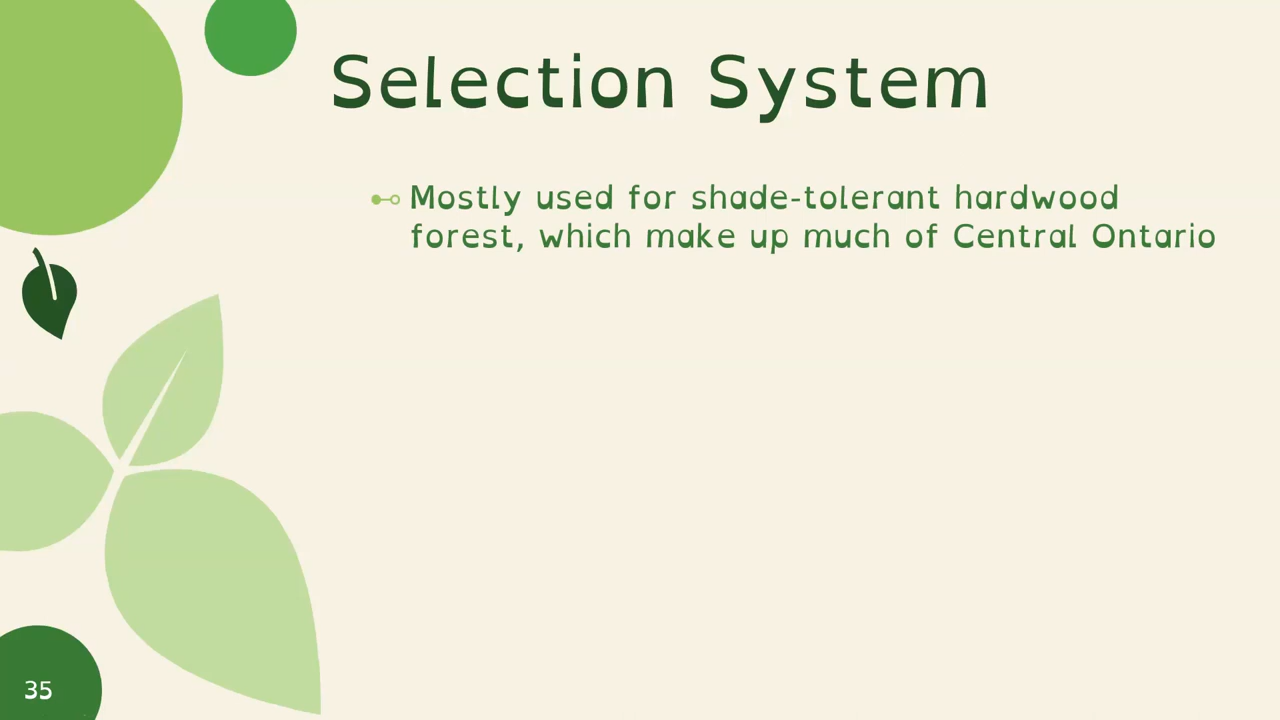 Selection System
Mostly used for shade-tolerant hardwood
forest, which make up much of Central Ontario
35